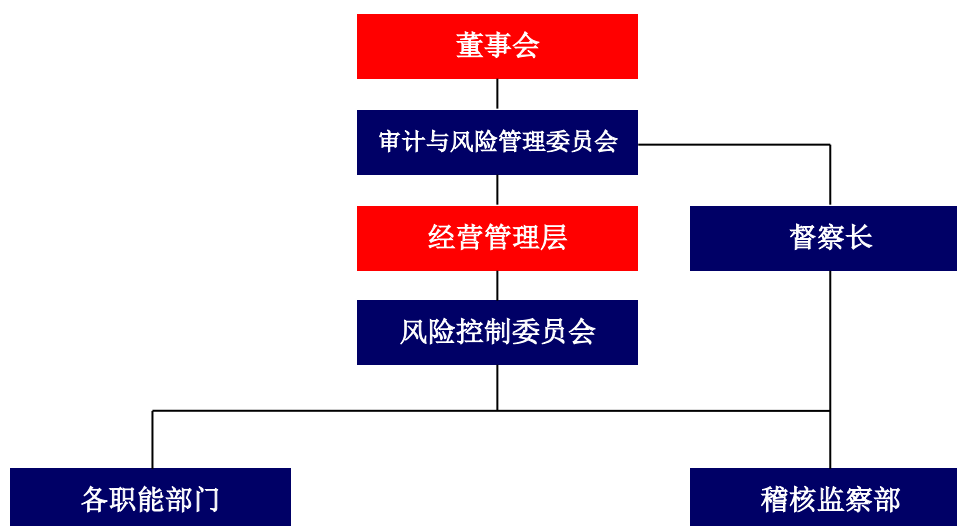 董事会
审计与风险管理委员会
经营管理层
督察长
风险控制委员会
各职能部门
稽核监察部